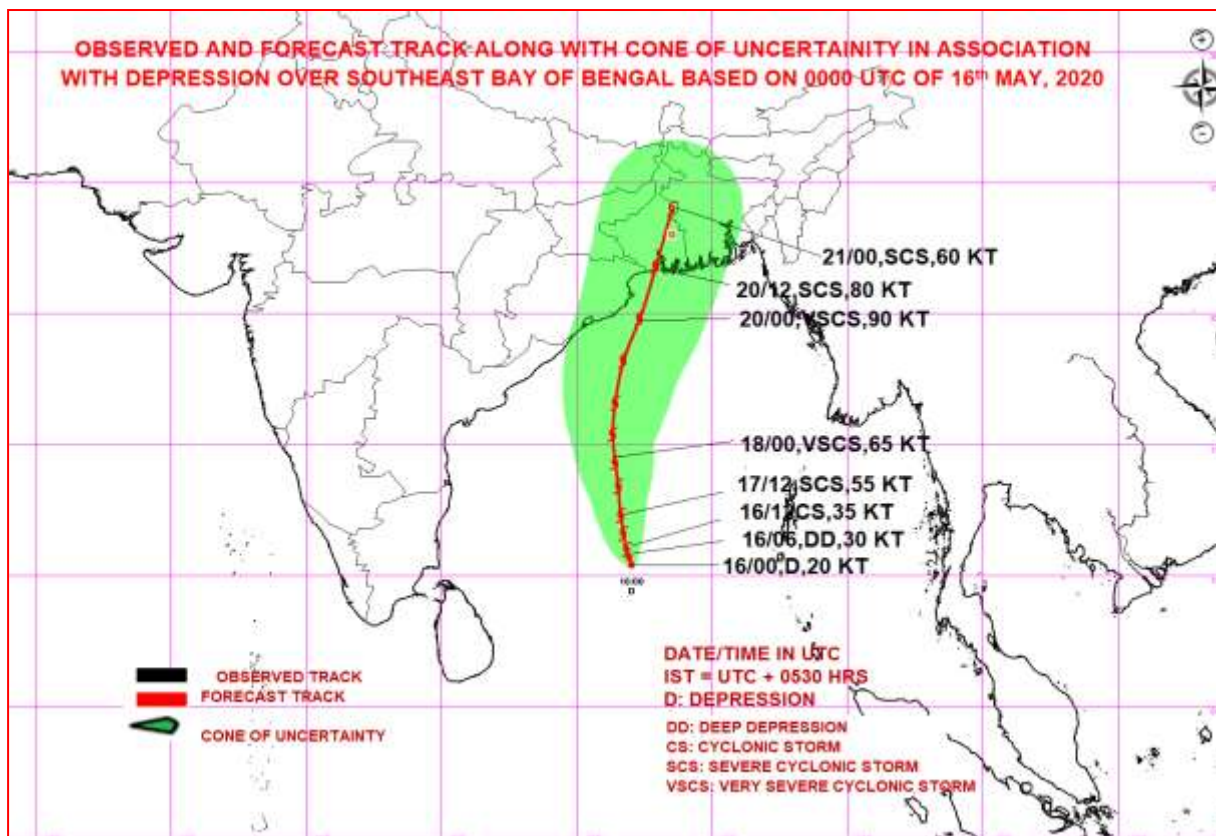 OBSERVED AND FORECAST TRACK ALONG WITH CONE OF UNCERTAINITY IN ASSOCIATION
WITH DEPRESSION OVER SOUTHEAST BAY OF BENGAL BASED ON 0000 UTC OF 16th MAY, 2020
21/00,SCS,60 KT
20/12,SCS,80 KT
20/00,VSCS,90 KT
18/00,VSCS,65 KT
17/12,SCS,55 KT
16/12CS,35 KT
16/06,DD,30 KT
16/00,D,20 KT
16/00
D
OBSERVED TRACK
FORECAST TRACK
CONE OF UNCERTAINTY
DATE/TIME IN UTC
IST = UTC + 0530 HRS
D: DEPRESSION
DD: DEEP DEPRESSION
CS: CYCLONIC STORM
SCS: SEVERE CYCLONIC STORM
VSCS: VERY SEVERE CYCLONIC STORM